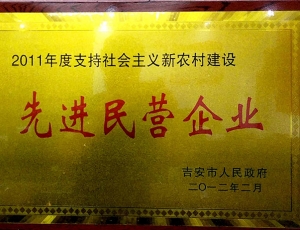 2011年度支持社会主义新农村建设
先进民营企业
吉安市人民政府
二〇一二年二月